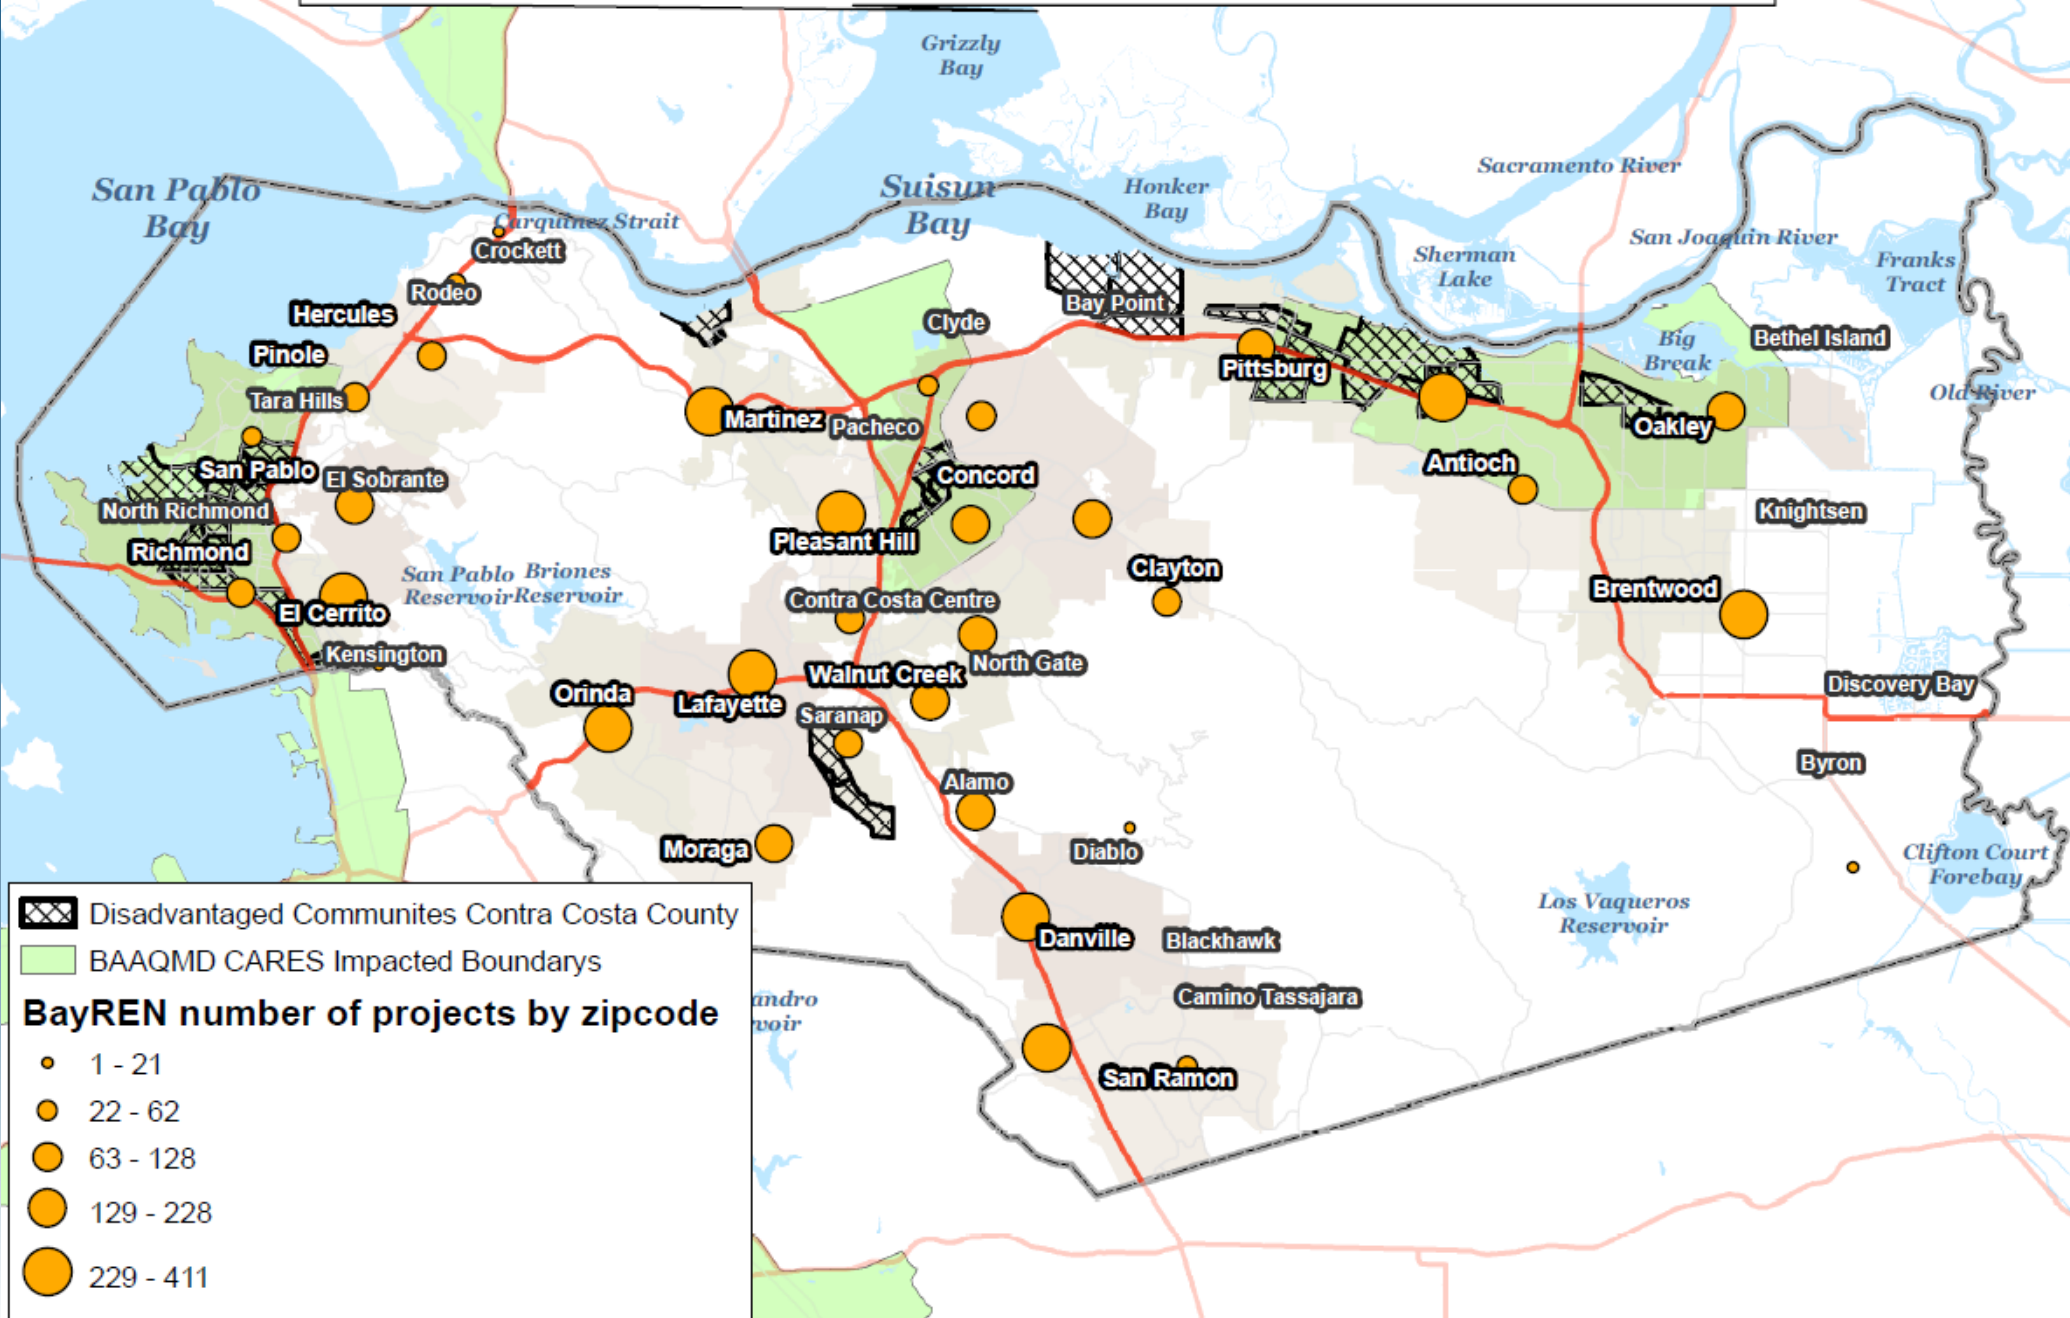 Grizzly
Bay
San Pablo
Bay
Suisun
Bay
Honker
Bay
Sacramento River
Carquinez Strait
Crockett
San Joaquin River
Sherman
Lake
Franks
Tract
Rodeo
Hercules
Bay Point
Clyde
Big
Break
Bethel Island
Pinole
Pittsburg
Tara Hills
Old River
Martinez
Pacheco
Oakley
San Pablo
El Sobrante
Concord
Antioch
North Richmond
Knightsen
Richmond
Pleasant Hill
San Pablo
Reservoir
Briones
Reservoir
Clayton
Brentwood
El Cerrito
Contra Costa Centre
Kensington
North Gate
Walnut Creek
Orinda
Lafayette
Discovery Bay
Saranap
Byron
Alamo
Moraga
Diablo
Clifton Court
Forebay
Los Vaqueros
Reservoir
Danville
Blackhawk
Camino Tassajara
andro
voir
San Ramon
Disadvantaged Communites Contra Costa County
BAAQMD CARES Impacted Boundarys
BayREN number of projects by zipcode
1 - 21
22 - 62
63 - 128
129 - 228
229 - 411